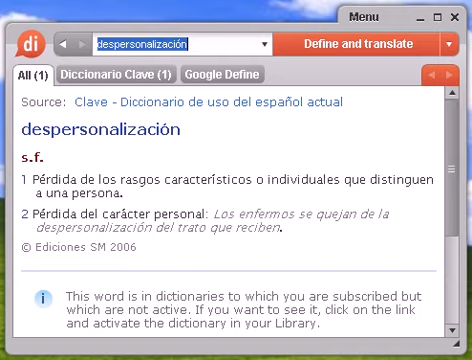 Menu
di
despersonalización
Define and translate
All (1)
Diccionario Clave (1)
Google Define
Source: Clave - Diccionario de uso del español actual
despersonalización
s.f.
1 Pérdida de los rasgos característicos o individuales que distinguen
a una persona.
2 Pérdida del carácter personal: Los enfermos se quejan de la
despersonalización del trato que reciben.
© Ediciones SM 2006
i
This word is in dictionaries to which you are subscribed but
which are not active. If you want to see it, click on the link
and activate the dictionary in your Library.